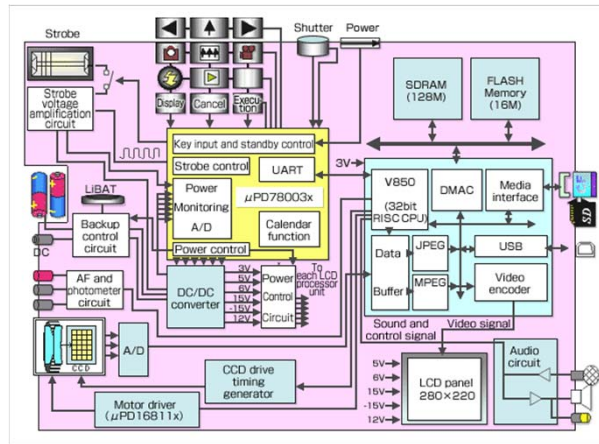 Strobe
Shutter
Power
Strobe
voltage
amplification
circuit
Display
Cancel
Execu
tion
SDRAM
(128M)
FLASH
Memory
(16M)
Key input and standby control
Strobe control
UART
Power
Monitoring
A/D
μPD78003x
Calendar
function
Power control
3V
V850
(32bit
RISC CPU)
DMAC
Media
interface
SD
LiBAT
Backup
control
circuit
DC
Data
Buffer
JPEG
MPEG
USB
Video
encoder
AF and
photometer
circuit
DC/DC
converter
3V
5V
6V
15V
-15V
12V
Power
Control
Circuit
To
each LCD
processor
unit
Sound and
control signal
Video signal
CCD
A/D
CCD drive
timing
generator
Motor driver
(μPD16811x)
5V
6V
15V
-15V
12V
LCD panel
280×220
Audio
circuit